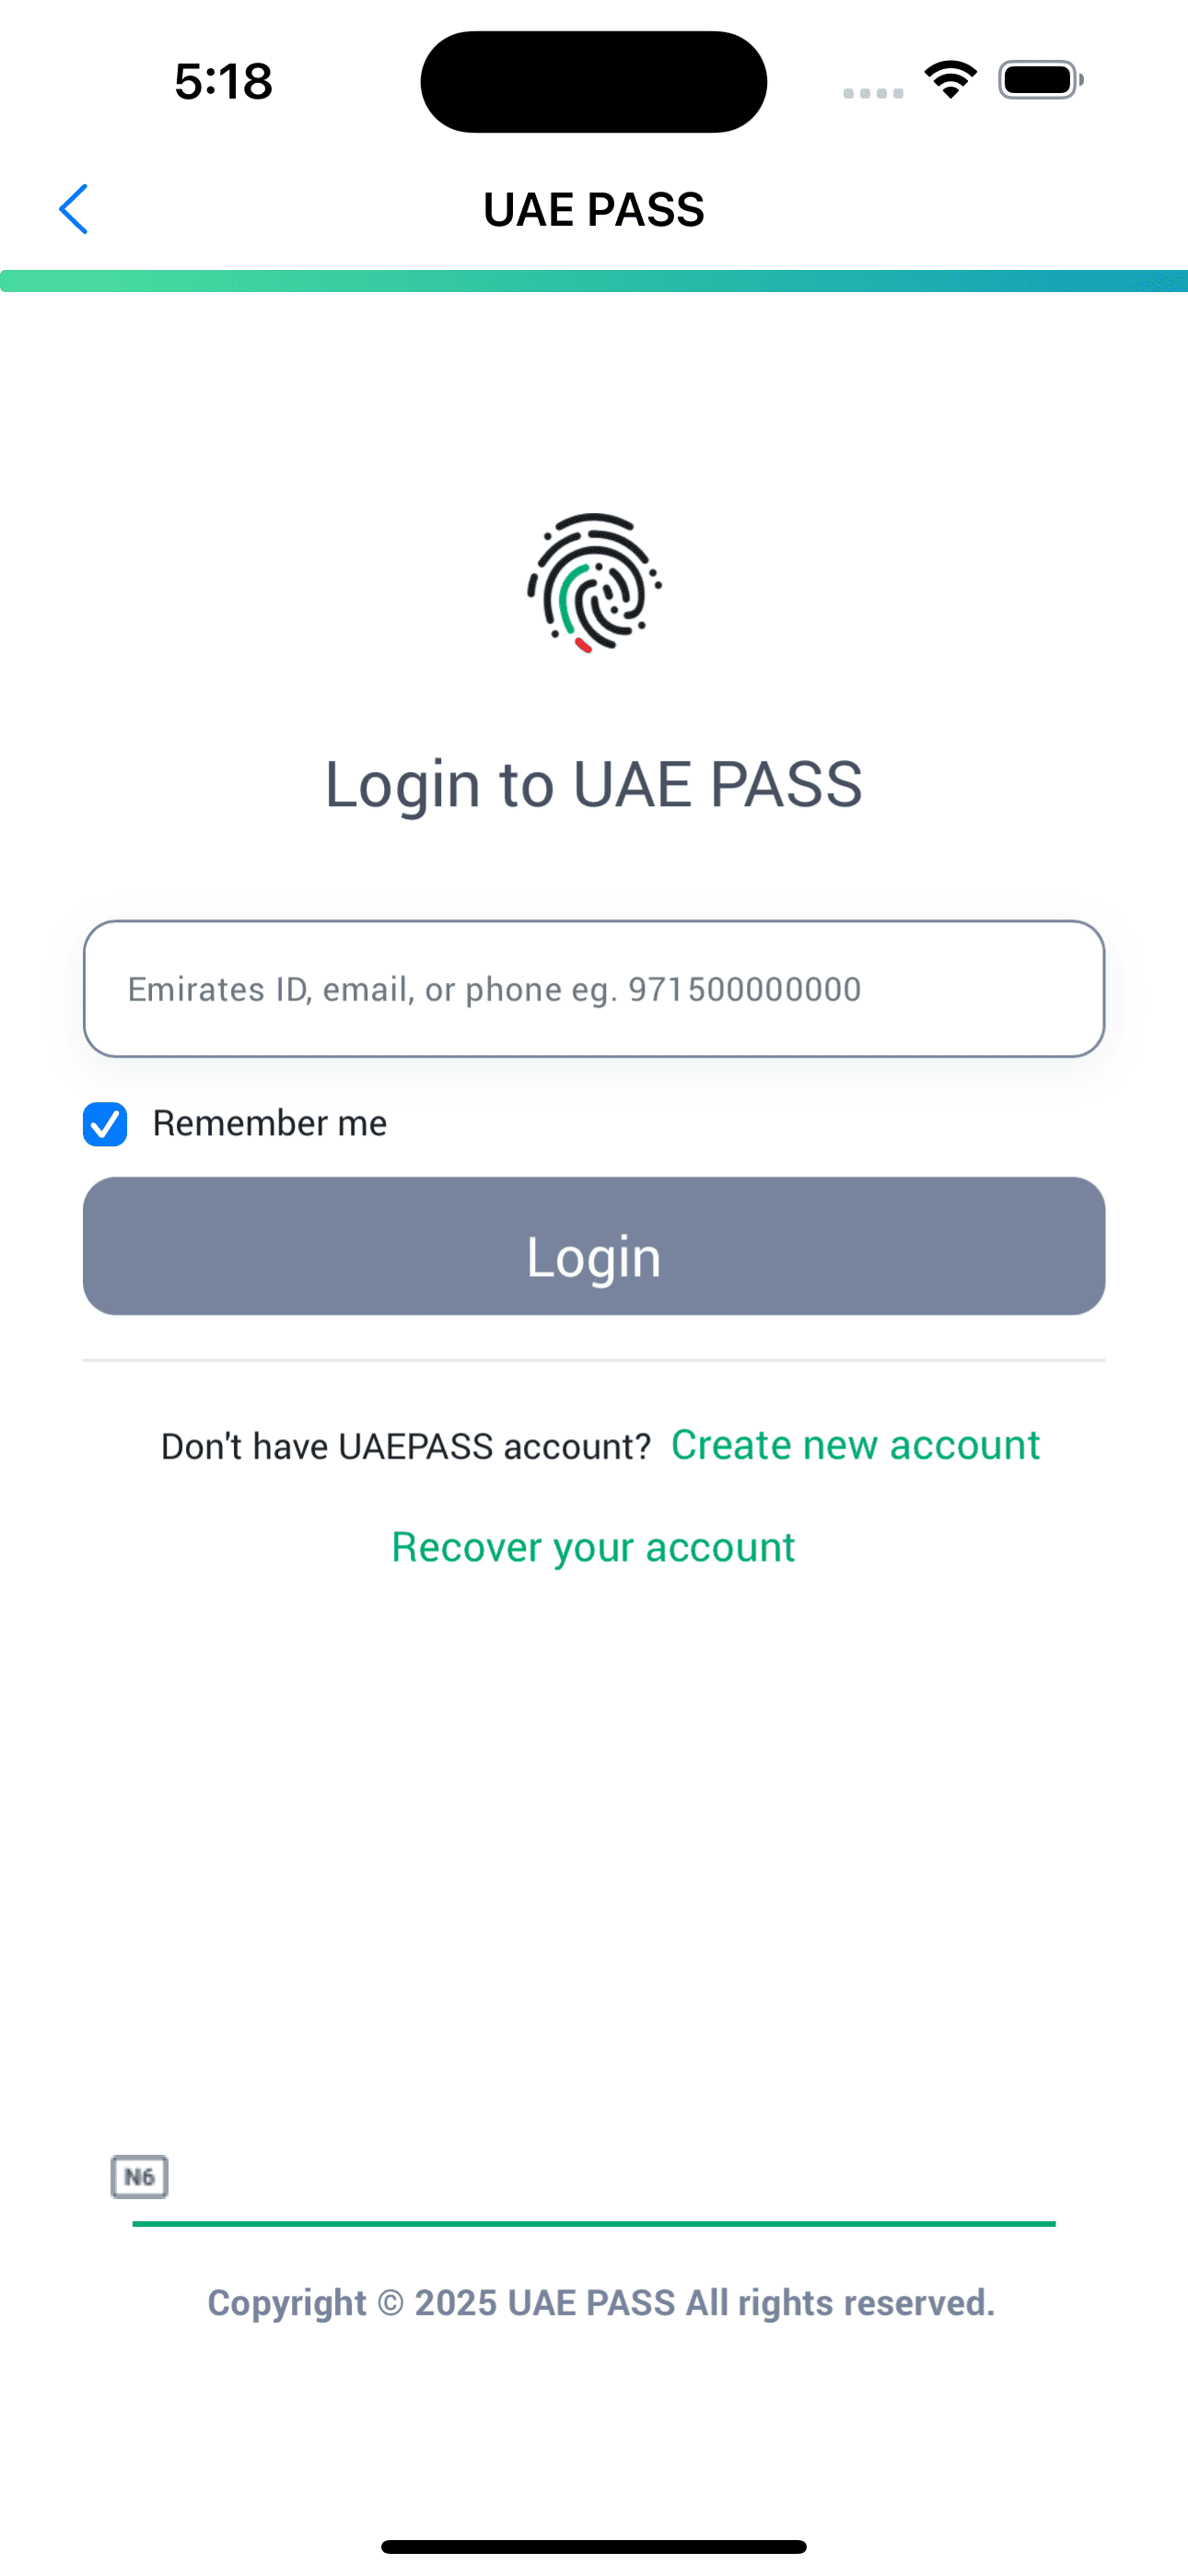 5:18
UAE PASS
Login to UAE PASS
Emirates ID, email, or phone eg. 971500000000
Remember me
Login
Don't have UAEPASS account? Create new account
Recover your account
N6
Copyright © 2025 UAE PASS All rights reserved.